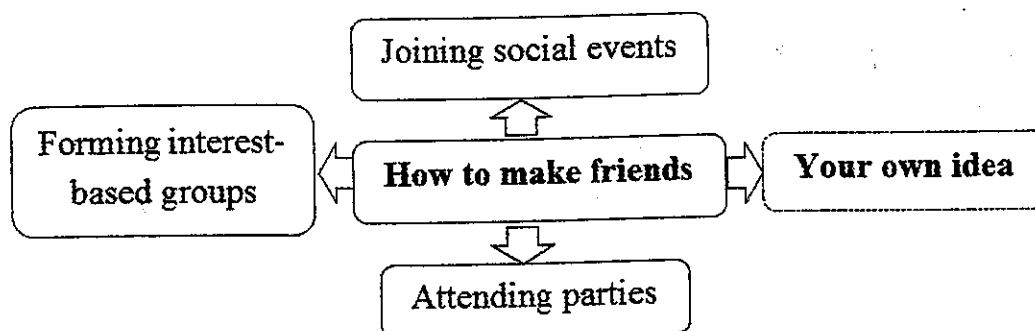 Joining social events
Forming interest-
based groups
How to make friends
Your own idea
Attending parties